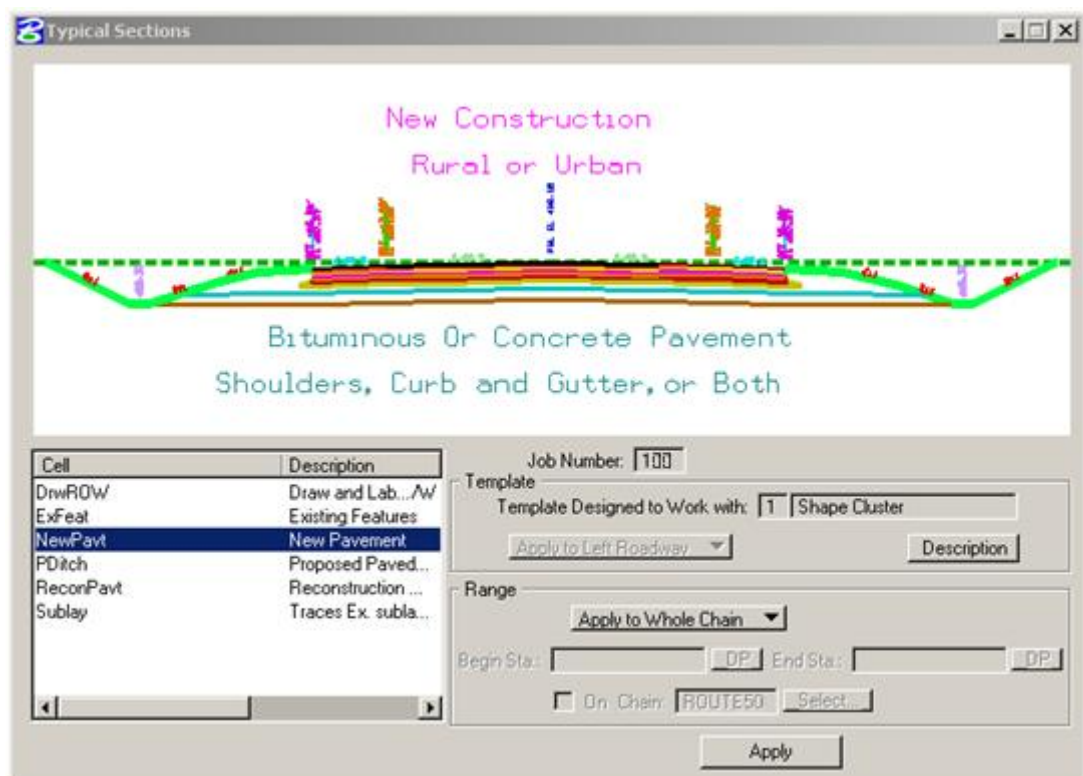 Typical Sections
New Construction
Rural or Urban
Bituminous Or Concrete Pavement
Shoulders, Curb and Gutter, or Both
Cell Description
DrwROW Draw and Lab.../W
ExFeat Existing Features
NewPavt New Pavement
PDitch Proposed Paved...
ReconPavt Reconstruction ...
Sublay Traces Ex. subla...
Job Number: 100
Template
Template Designed to Work with: 1 Shape Cluster
Apply to Left Roadway
Description
Range
Apply to Whole Chain
Begin Sta.: DP End Sta.: DP
On Chain: ROUTE50 Select...
Apply